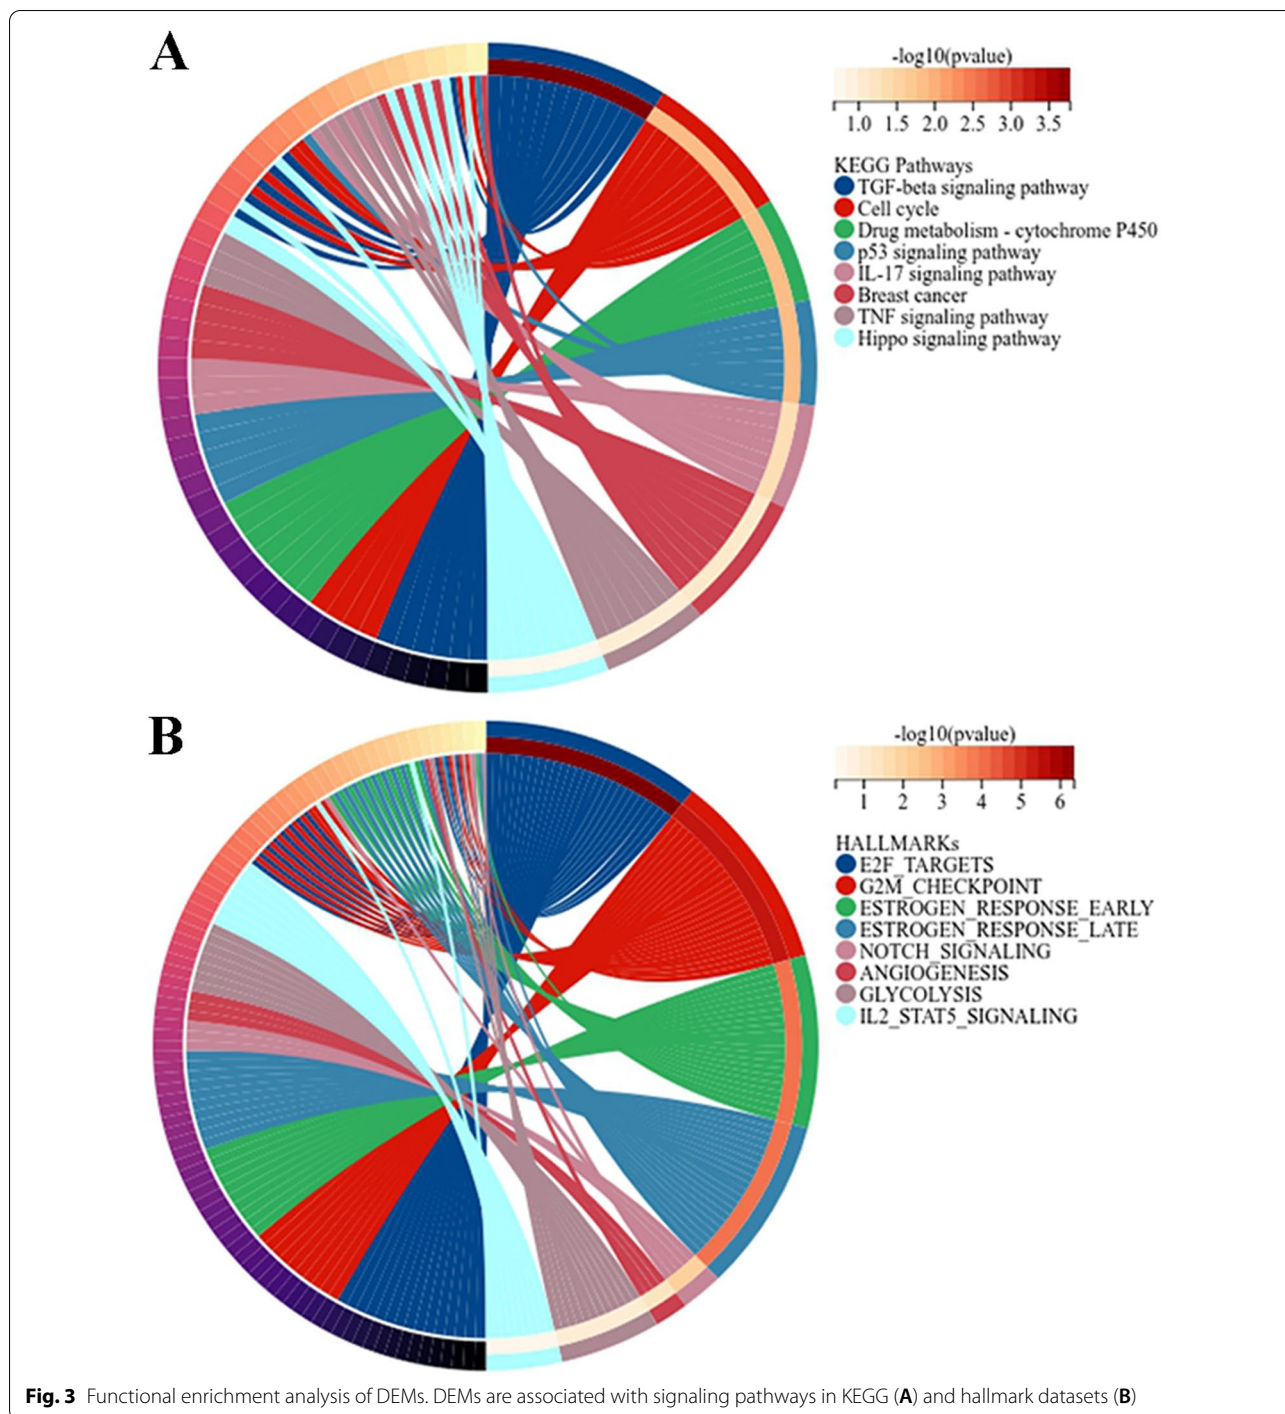 A
-log10(pvalue)
1.0 1.5 2.0 2.5 3.0 3.5
KEGG Pathways
TGF-beta signaling pathway
Cell cycle
Drug metabolism - cytochrome P450
p53 signaling pathway
IL-17 signaling pathway
Breast cancer
TNF signaling pathway
Hippo signaling pathway
B
-log10(pvalue)
1 2 3 4 5 6
HALLMARKs
E2F_TARGETS
G2M_CHECKPOINT
ESTROGEN_RESPONSE_EARLY
ESTROGEN_RESPONSE_LATE
NOTCH_SIGNALING
ANGIOGENESIS
GLYCOLYSIS
IL2_STAT5_SIGNALING
Fig. 3 Functional enrichment analysis of DEMs. DEMs are associated with signaling pathways in KEGG (A) and hallmark datasets (B)